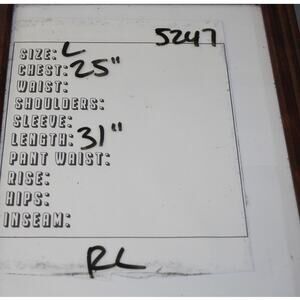 5247
SIZE: L
CHEST: 25"
WAIST:
SHOULDERS:
SLEEVE:
LENGTH: 31"
PANT WAIST:
RISE:
HIPS:
INSEAM:
RL